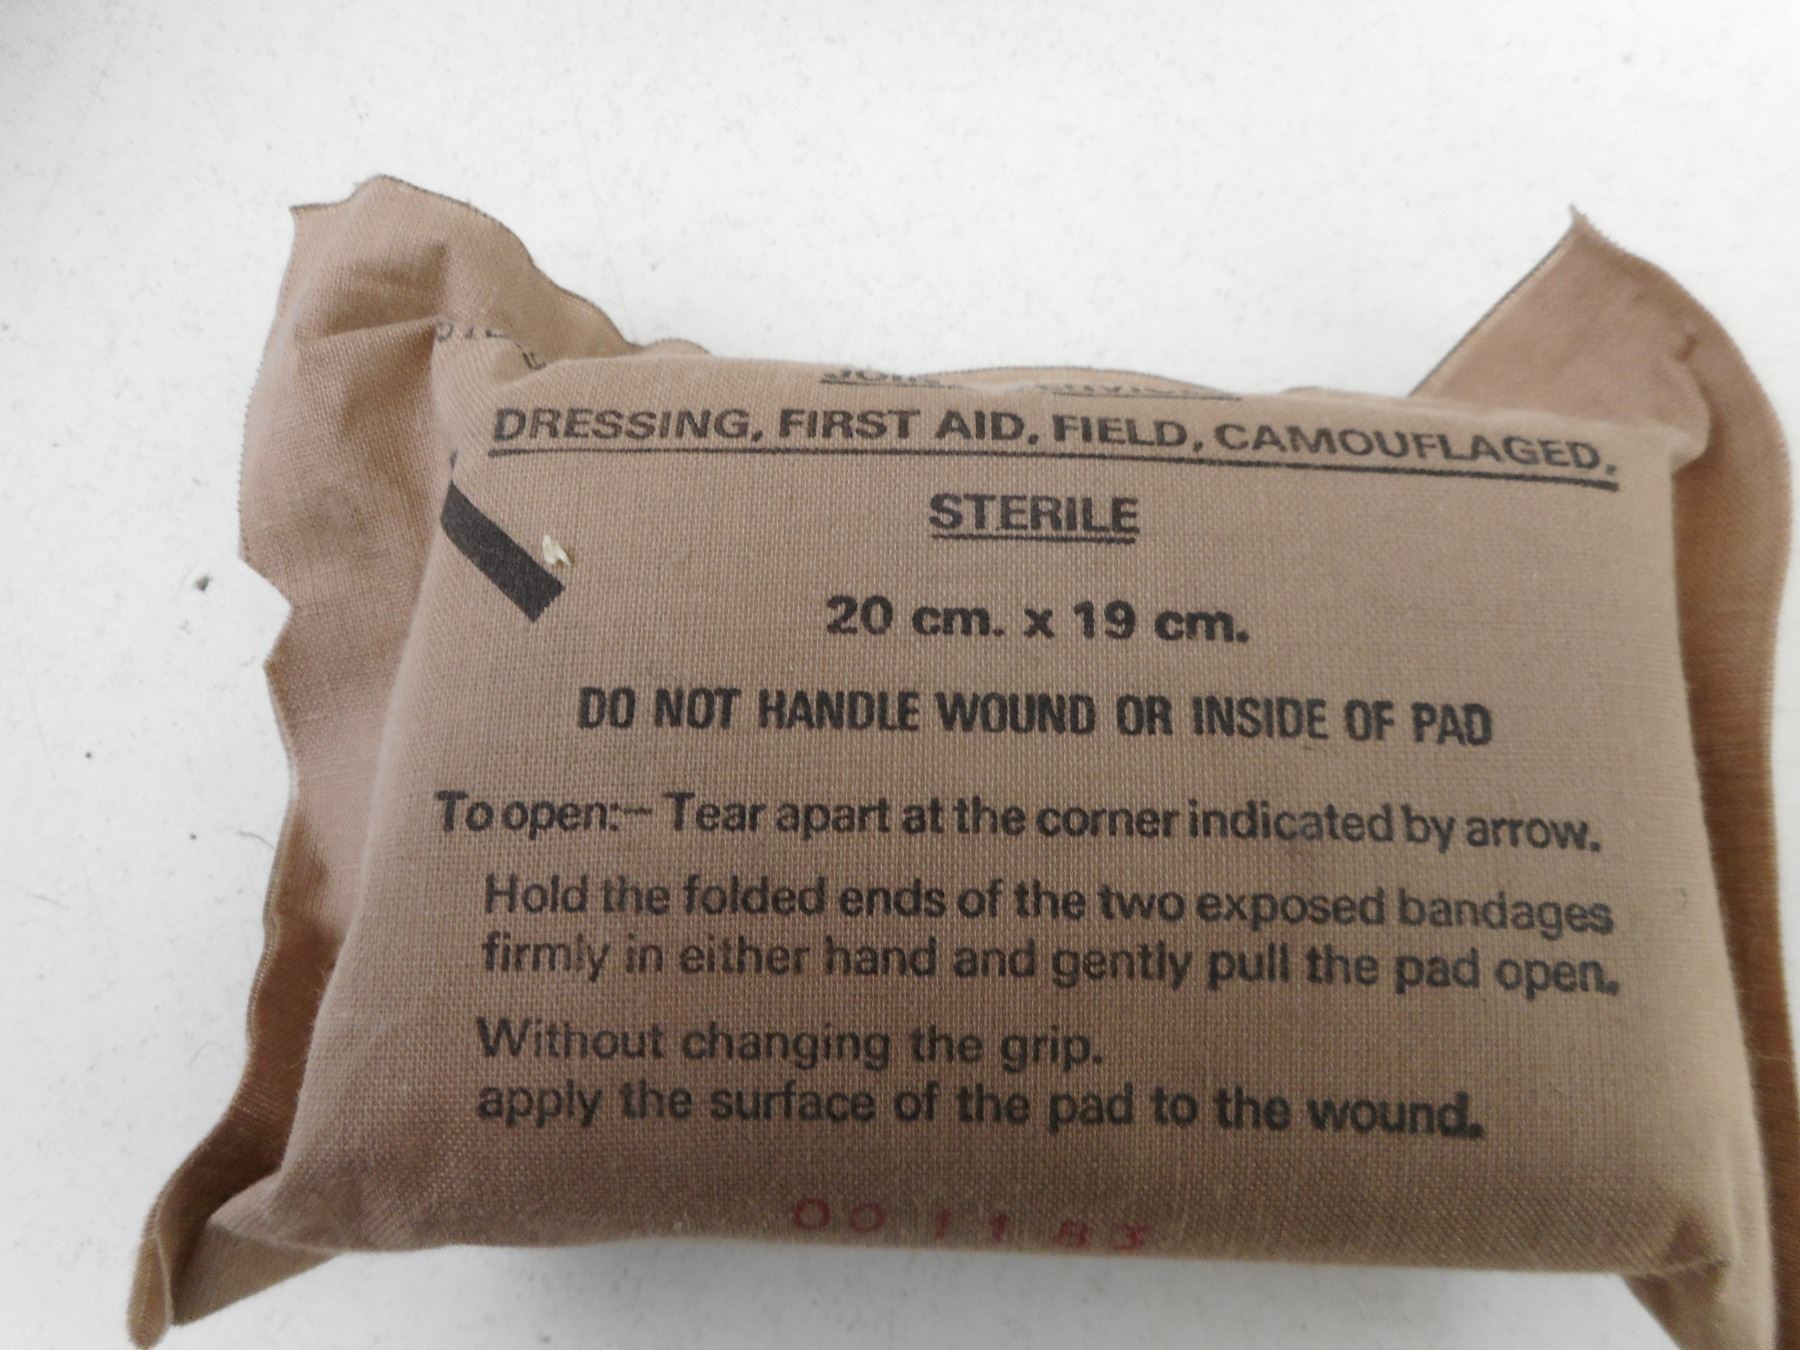 DRESSING, FIRST AID, FIELD, CAMOUFLAGED,
STERILE
20 cm. x 19 cm.
DO NOT HANDLE WOUND OR INSIDE OF PAD
To open:– Tear apart at the corner indicated by arrow.
Hold the folded ends of the two exposed bandages
firmly in either hand and gently pull the pad open.
Without changing the grip.
apply the surface of the pad to the wound.
00 11 83